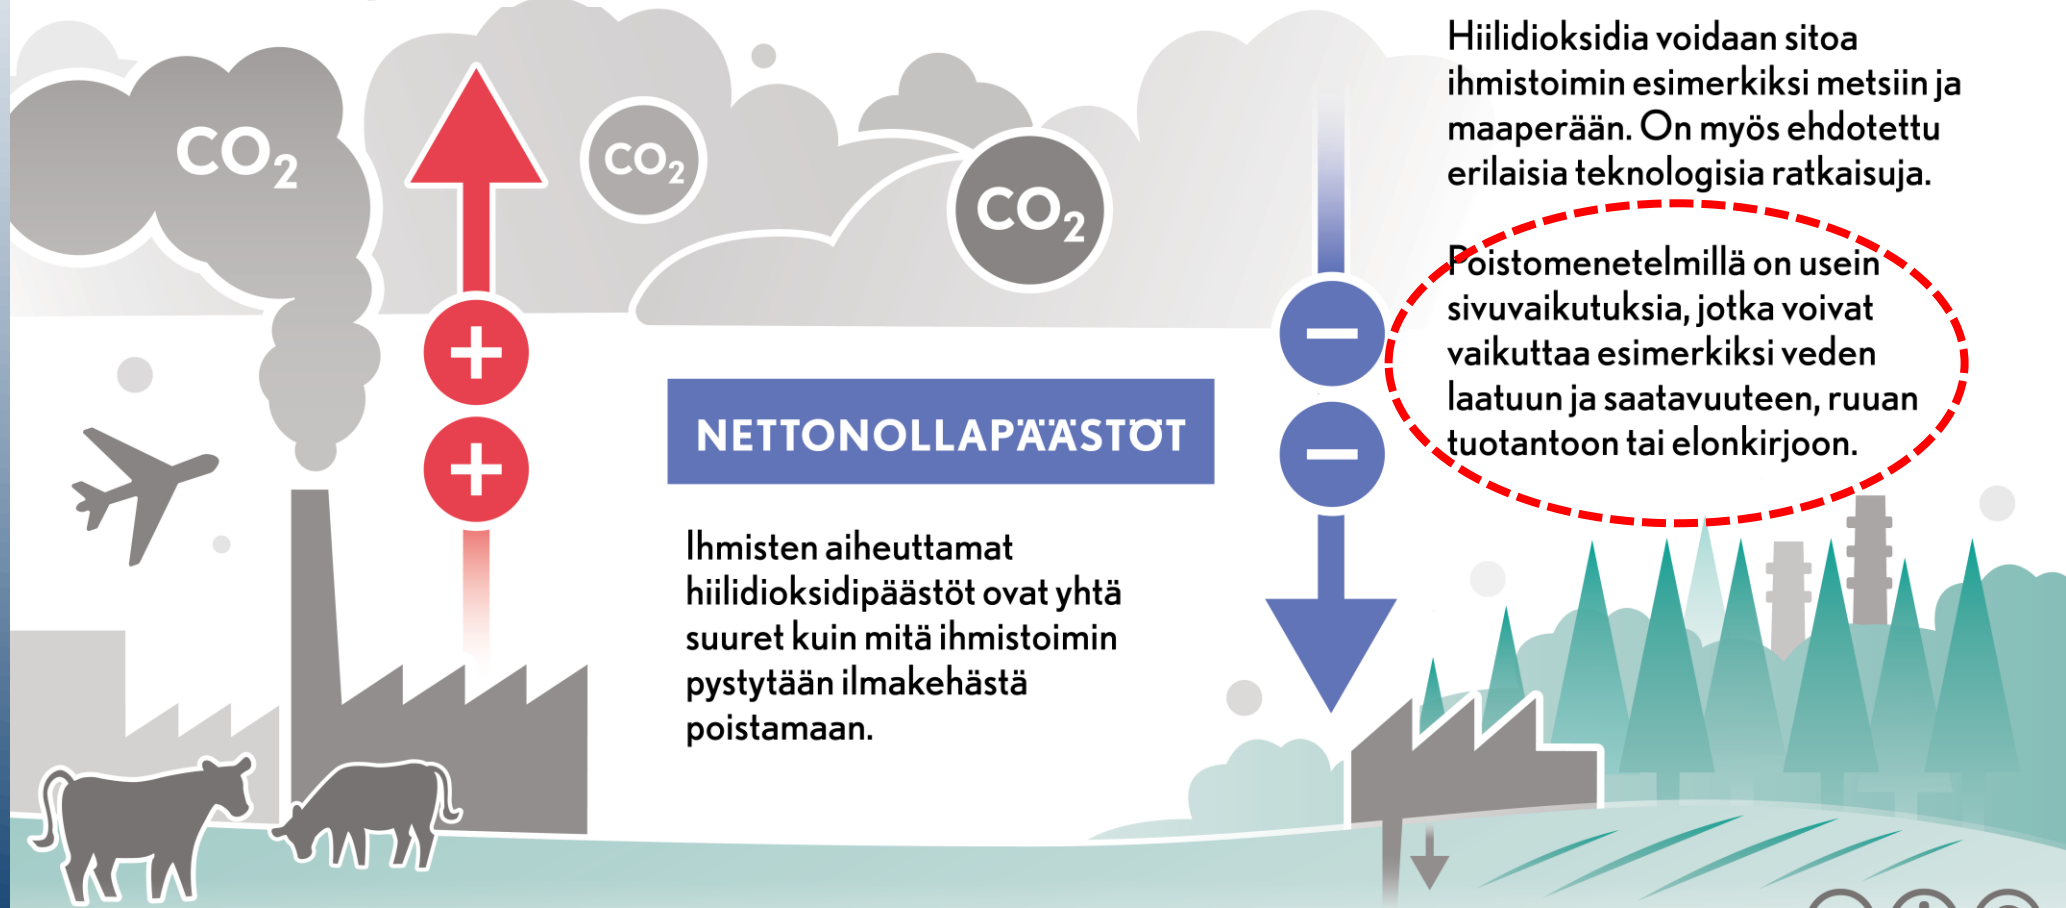 Hiilidioksidia voidaan sitoa
ihmistoimin esimerkiksi metsiin ja
maaperään. On myös ehdotettu
erilaisia teknologisia ratkaisuja.
Poistomenetelmillä on usein
sivuvaikutuksia, jotka voivat
vaikuttaa esimerkiksi veden
laatuun ja saatavuuteen, ruuan
tuotantoon tai elonkirjoon.
CO₂
CO₂
CO₂
NETTONOLLAPÄÄSTÖT
Ihmisten aiheuttamat
hiilidioksidipäästöt ovat yhtä
suuret kuin mitä ihmistoimin
pystytään ilmakehästä
poistamaan.